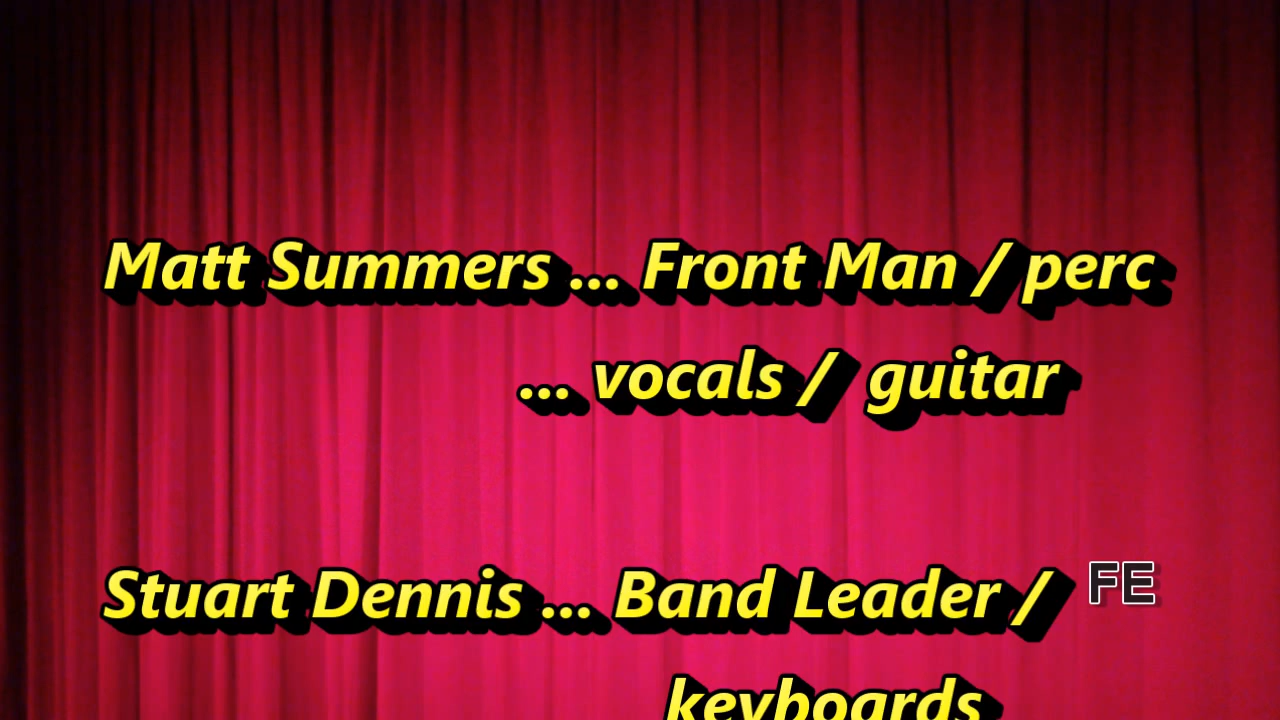 Matt Summers ... Front Man / perc
... vocals / guitar
Stuart Dennis ... Band Leader /
FE
keyboards